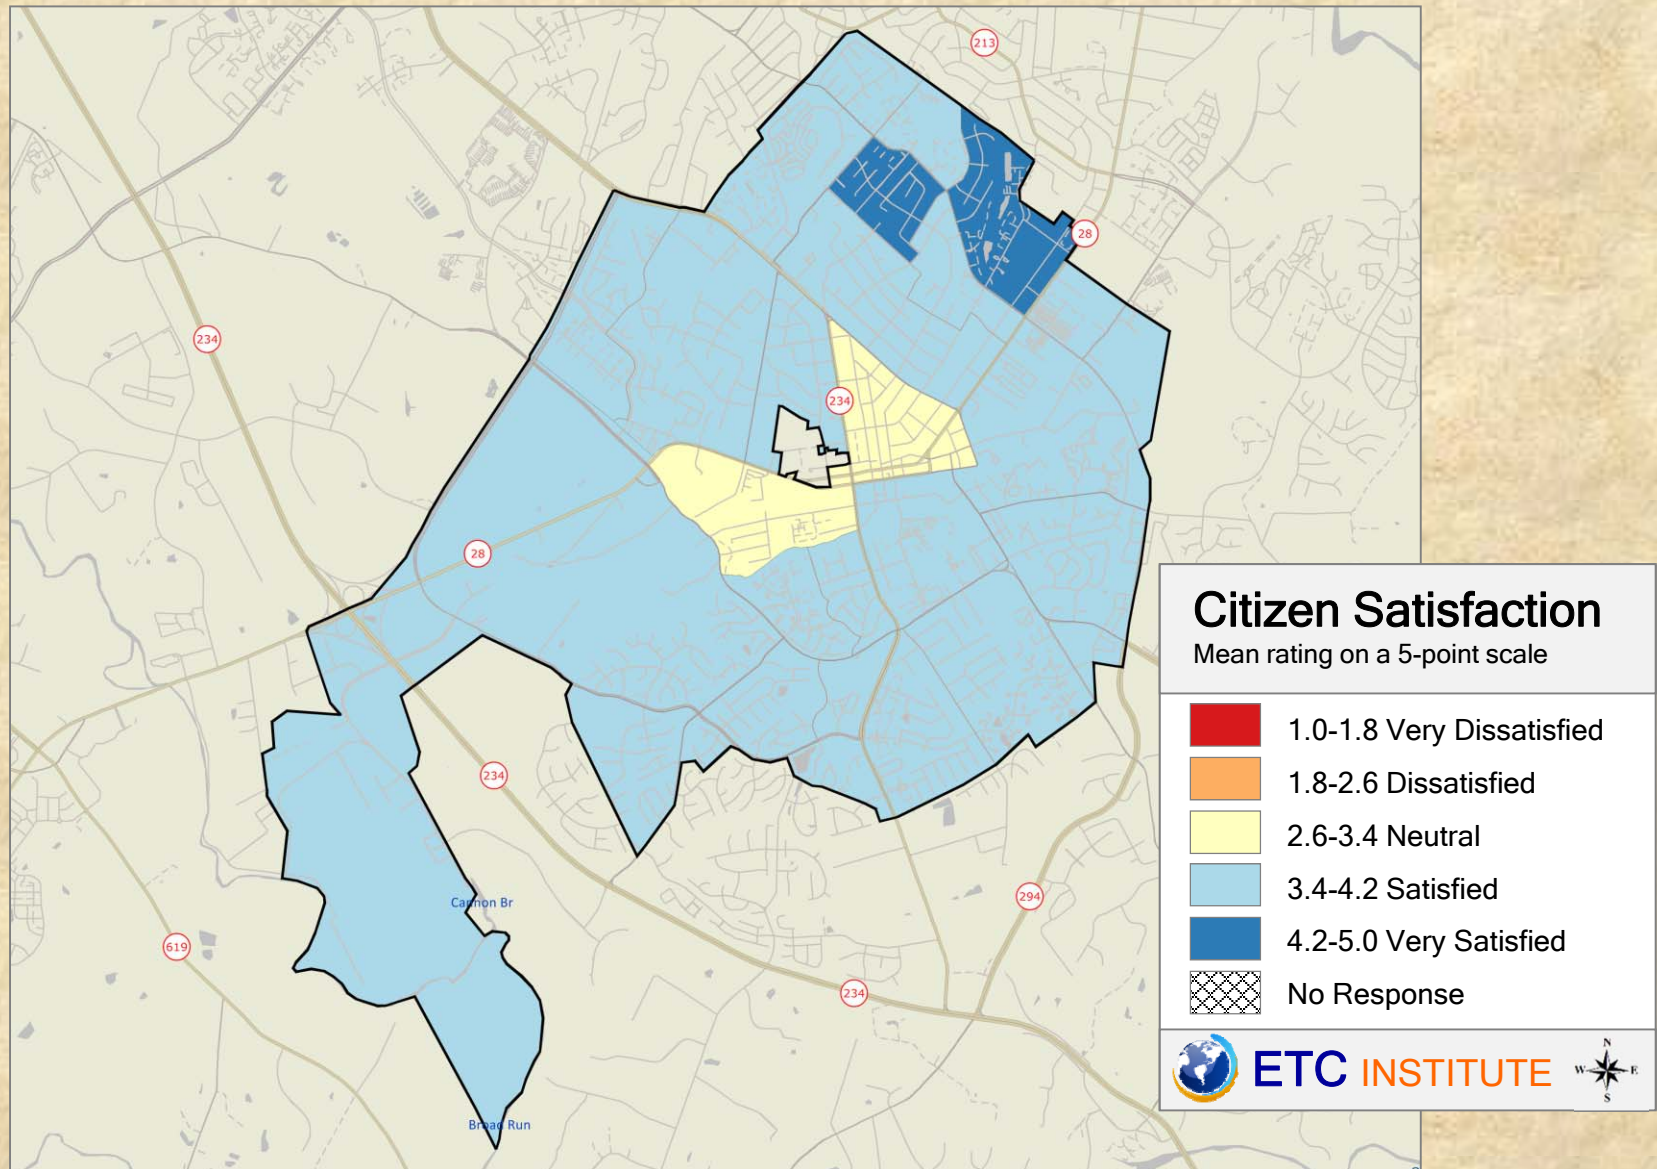 213
28
234
234
28
Citizen Satisfaction
Mean rating on a 5-point scale
1.0-1.8 Very Dissatisfied
1.8-2.6 Dissatisfied
2.6-3.4 Neutral
3.4-4.2 Satisfied
4.2-5.0 Very Satisfied
No Response
234
294
Cannon Br
619
234
Broad Run
ETC INSTITUTE
N
W E
S